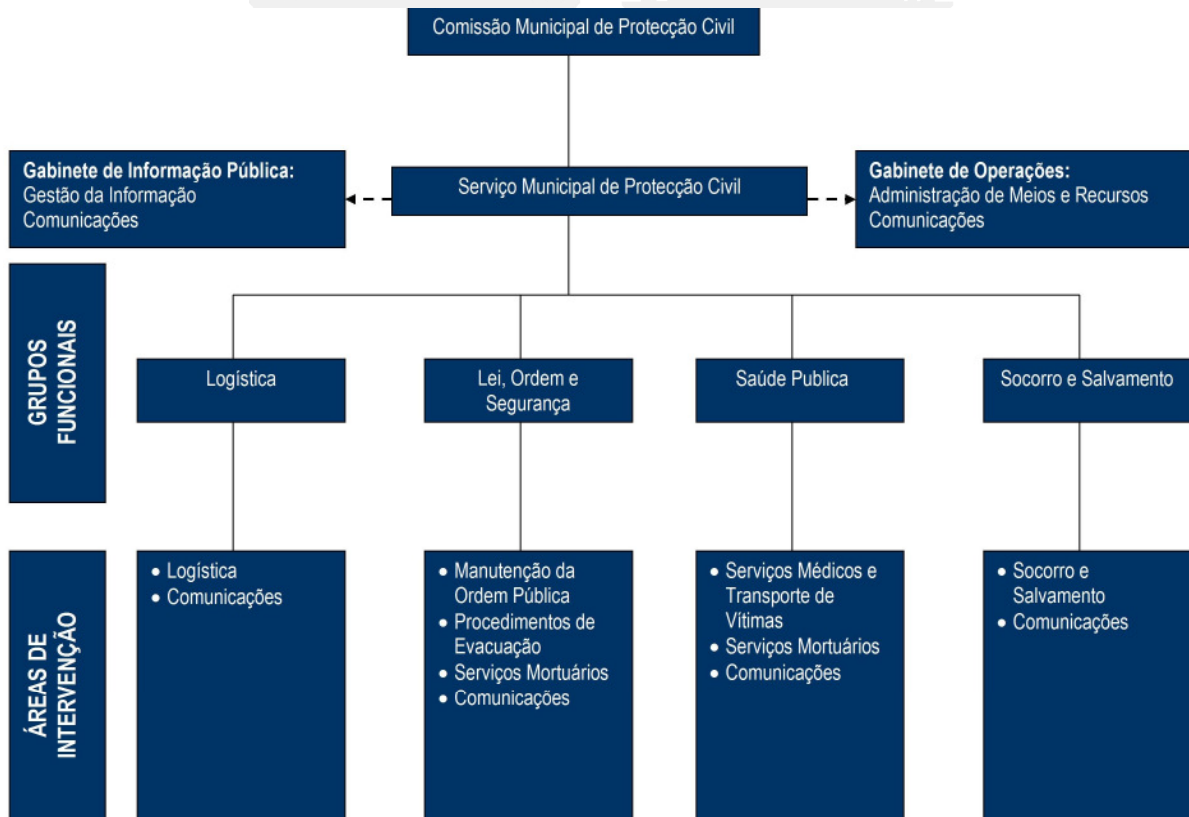 Comissão Municipal de Protecção Civil
Gabinete de Informação Pública:
Gestão da Informação
Comunicações
Serviço Municipal de Protecção Civil
Gabinete de Operações:
Administração de Meios e Recursos
Comunicações
GRUPOS
FUNCIONAIS
Logística
Lei, Ordem e
Segurança
Saúde Publica
Socorro e Salvamento
ÁREAS DE
INTERVENÇÃO
• Logística
• Comunicações
• Manutenção da
Ordem Pública
• Procedimentos de
Evacuação
• Serviços Mortuários
• Comunicações
• Serviços Médicos e
Transporte de
Vítimas
• Serviços Mortuários
• Comunicações
• Socorro e
Salvamento
• Comunicações